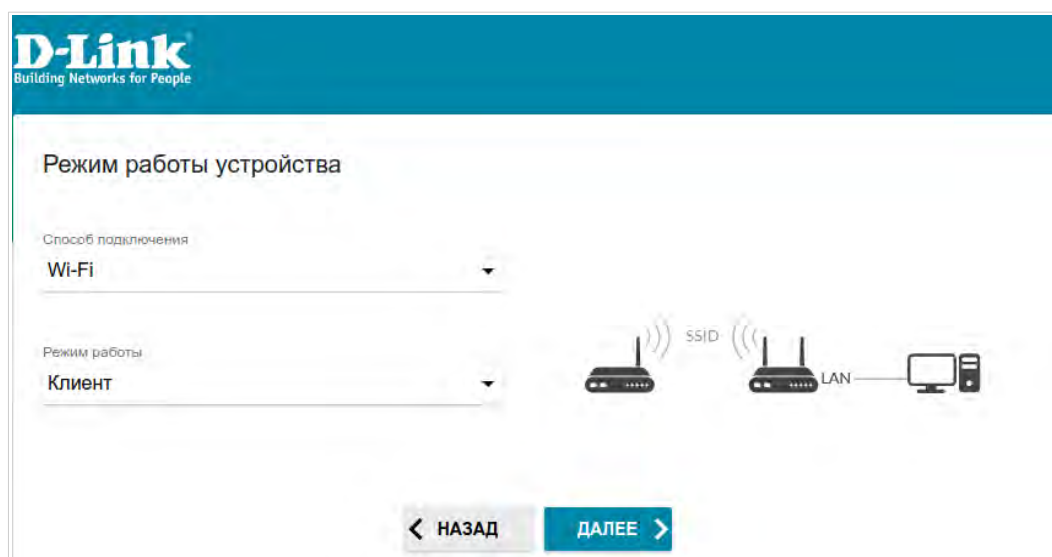 D-Link
Building Networks for People
Режим работы устройства
Способ подключения
Wi-Fi
Режим работы
Клиент
SSID
LAN
НАЗАД
ДАЛЕЕ